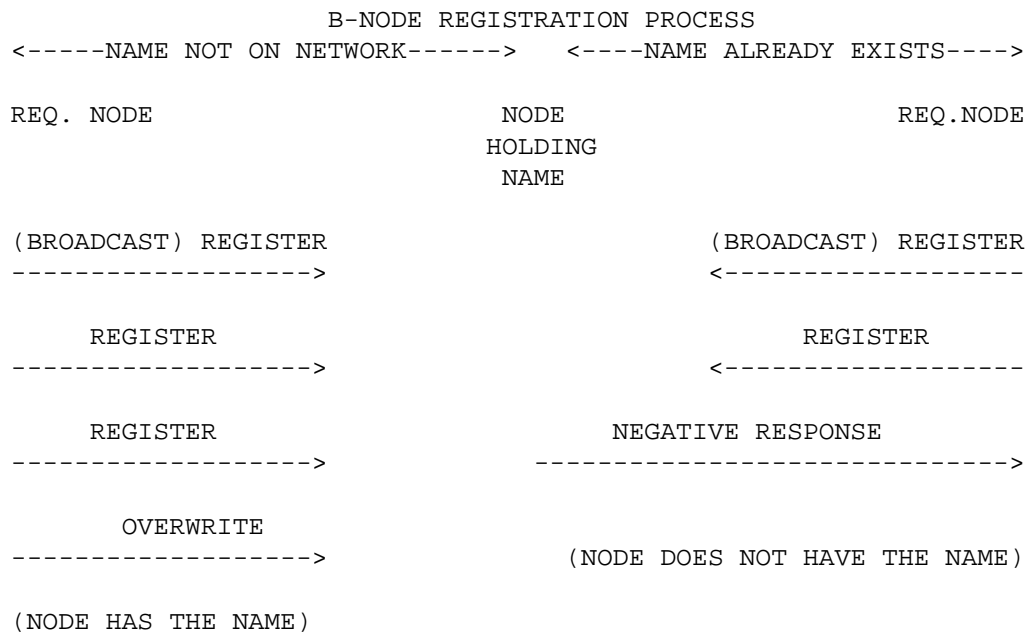 B-NODE REGISTRATION PROCESS
<-----NAME NOT ON NETWORK------> <----NAME ALREADY EXISTS---->
REQ. NODE NODE REQ.NODE
HOLDING
NAME
(BROADCAST) REGISTER (BROADCAST) REGISTER
-------------------> <-------------------
REGISTER REGISTER
-------------------> <-------------------
REGISTER NEGATIVE RESPONSE
-------------------> ------------------------------>
OVERWRITE
-------------------> (NODE DOES NOT HAVE THE NAME)
(NODE HAS THE NAME)